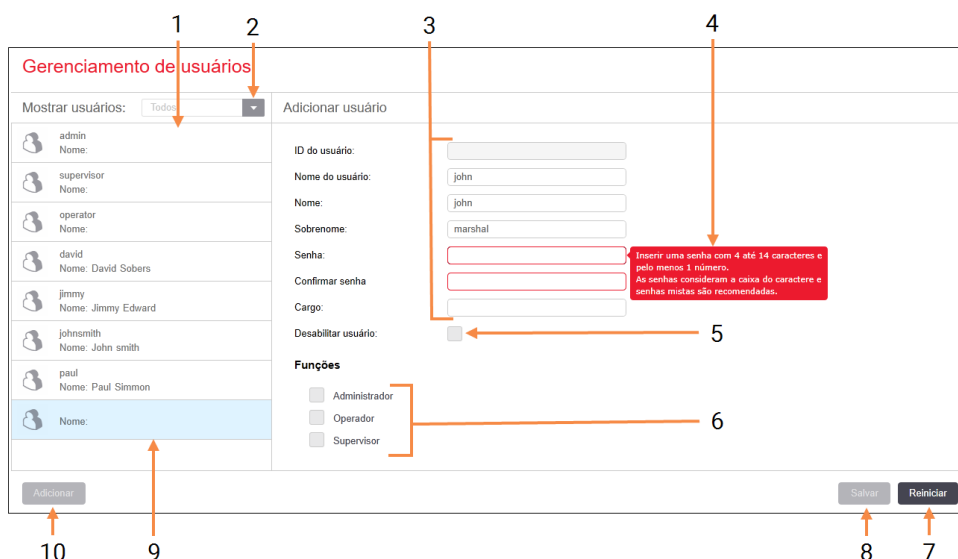 1
2
3
4
Gerenciamento de usuários
Mostrar usuários:
Todos
Adicionar usuário
admin
Nome:
supervisor
Nome:
operator
Nome:
david
Nome: David Sobers
jimmy
Nome: Jimmy Edward
johnsmith
Nome: John smith
paul
Nome: Paul Simmon
Nome:
ID do usuário:
Nome do usuário:
john
Nome:
john
Sobrenome:
marshal
Senha:
Inserir uma senha com 4 até 14 caracteres e
pelo menos 1 número.
As senhas consideram a caixa do caractere e
senhas mistas são recomendadas.
Confirmar senha
Cargo:
Desabilitar usuário:
5
Funções
Administrador
Operador
Supervisor
6
Adicionar
Salvar
Reiniciar
10
9
8
7